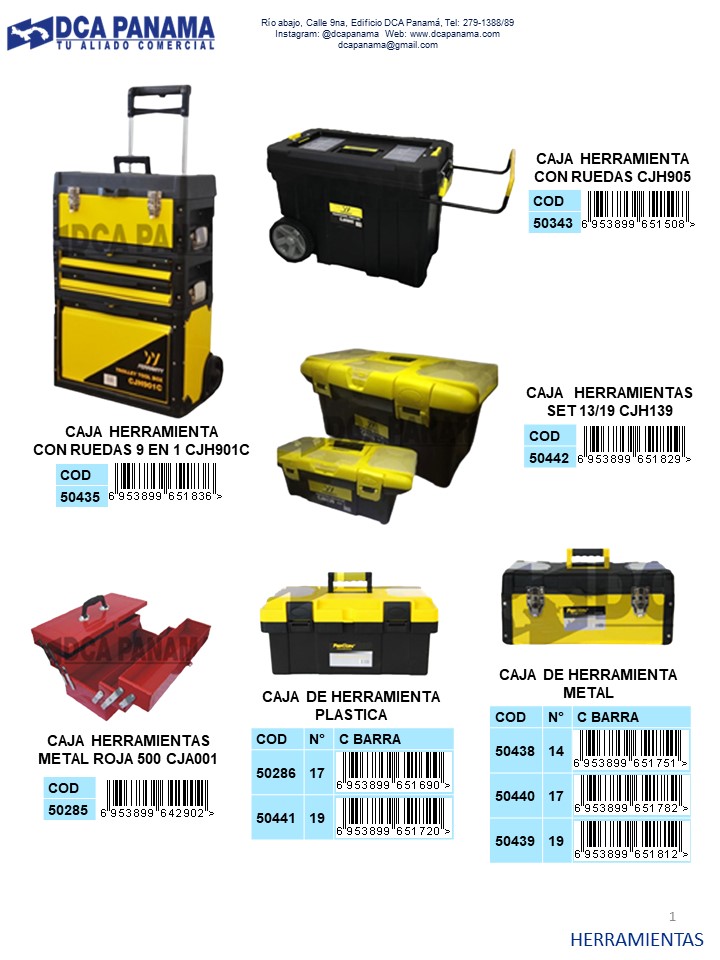 DCA PANAMA
TU ALIADO COMERCIAL
Río abajo, Calle 9na, Edificio DCA Panamá, Tel: 279-1388/89
Instagram: @dcapanama Web: www.dcapanama.com
dcapanama@gmail.com
CAJA HERRAMIENTA
CON RUEDAS CJH905
COD
50343
6 953899 651508 >
DCA PA
TROLLEY TOOL BOX
CJH901C
CAJA HERRAMIENTA
CON RUEDAS 9 EN 1 CJH901C
COD
50435
6 953899 651836 >
CAJA HERRAMIENTAS
SET 13/19 CJH139
COD
50442
6 953899 651829 >
DCA PANAMA
CAJA HERRAMIENTAS
METAL ROJA 500 CJA001
COD
50285
6 953899 642902 >
CAJA DE HERRAMIENTA
PLASTICA
COD N° C BARRA
50286 17
6 953899 651690 >
50441 19
6 953899 651720 >
DCA
CAJA DE HERRAMIENTA
METAL
COD N° C BARRA
50438 14
6 953899 651751 >
50440 17
6 953899 651782 >
50439 19
6 953899 651812 >
1
HERRAMIENTAS